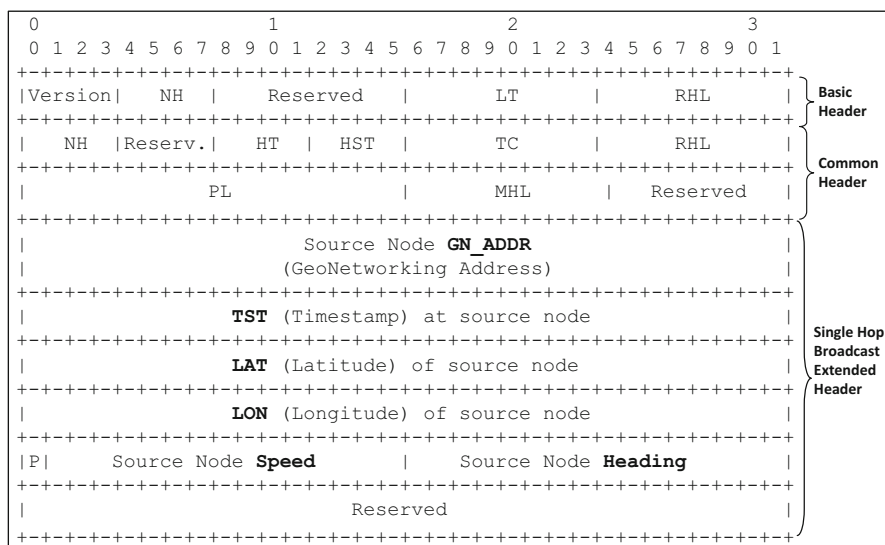 0 1 2 3
0 1 2 3 4 5 6 7 8 9 0 1 2 3 4 5 6 7 8 9 0 1 2 3 4 5 6 7 8 9 0 1
+-+-+-+-+-+-+-+-+-+-+-+-+-+-+-+-+-+-+-+-+-+-+-+-+-+-+-+-+-+-+-+-+
|Version| NH | Reserved | LT | RHL |
+-+-+-+-+-+-+-+-+-+-+-+-+-+-+-+-+-+-+-+-+-+-+-+-+-+-+-+-+-+-+-+-+
Basic
Header
| NH |Reserv.| HT | HST | TC | RHL |
+-+-+-+-+-+-+-+-+-+-+-+-+-+-+-+-+-+-+-+-+-+-+-+-+-+-+-+-+-+-+-+-+
| PL | MHL | Reserved |
+-+-+-+-+-+-+-+-+-+-+-+-+-+-+-+-+-+-+-+-+-+-+-+-+-+-+-+-+-+-+-+-+
Common
Header
| Source Node GN_ADDR |
| (GeoNetworking Address) |
+-+-+-+-+-+-+-+-+-+-+-+-+-+-+-+-+-+-+-+-+-+-+-+-+-+-+-+-+-+-+-+-+
| TST (Timestamp) at source node |
+-+-+-+-+-+-+-+-+-+-+-+-+-+-+-+-+-+-+-+-+-+-+-+-+-+-+-+-+-+-+-+-+
| LAT (Latitude) of source node |
+-+-+-+-+-+-+-+-+-+-+-+-+-+-+-+-+-+-+-+-+-+-+-+-+-+-+-+-+-+-+-+-+
| LON (Longitude) of source node |
+-+-+-+-+-+-+-+-+-+-+-+-+-+-+-+-+-+-+-+-+-+-+-+-+-+-+-+-+-+-+-+-+
|P| Source Node Speed | Source Node Heading |
+-+-+-+-+-+-+-+-+-+-+-+-+-+-+-+-+-+-+-+-+-+-+-+-+-+-+-+-+-+-+-+-+
| Reserved |
+-+-+-+-+-+-+-+-+-+-+-+-+-+-+-+-+-+-+-+-+-+-+-+-+-+-+-+-+-+-+-+-+
Single Hop
Broadcast
Extended
Header